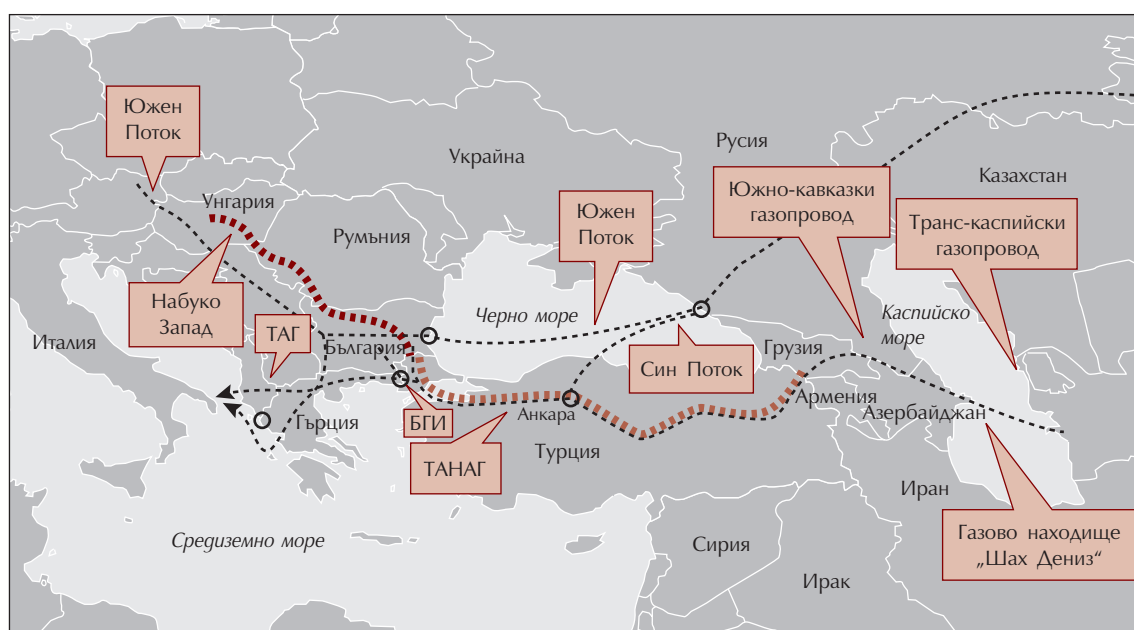 Южен
Поток
Украйна
Русия
Казахстан
Южно-кавказки
газопровод
Транс-каспийски
газопровод
Унгария
Румъния
Южен
Поток
Набуко
Запад
Черно море
Каспийско
море
Италия
ТАГ
България
Син Поток
Грузия
Армения
Азербайджан
Гърция
БГИ
Анкара
ТАНАГ
Турция
Иран
Средиземно море
Сирия
Ирак
Газово находище
„Шах Дениз“